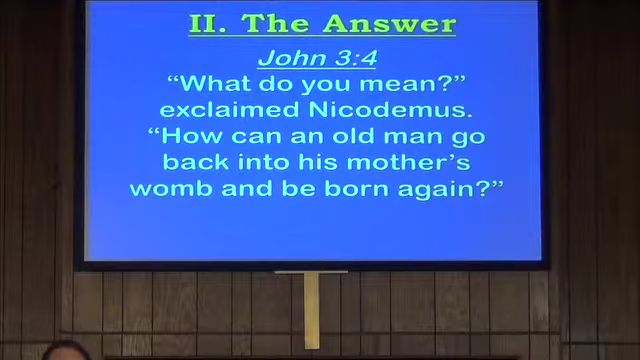 II. The Answer
John 3:4
“What do you mean?”
exclaimed Nicodemus.
“How can an old man go
back into his mother’s
womb and be born again?”